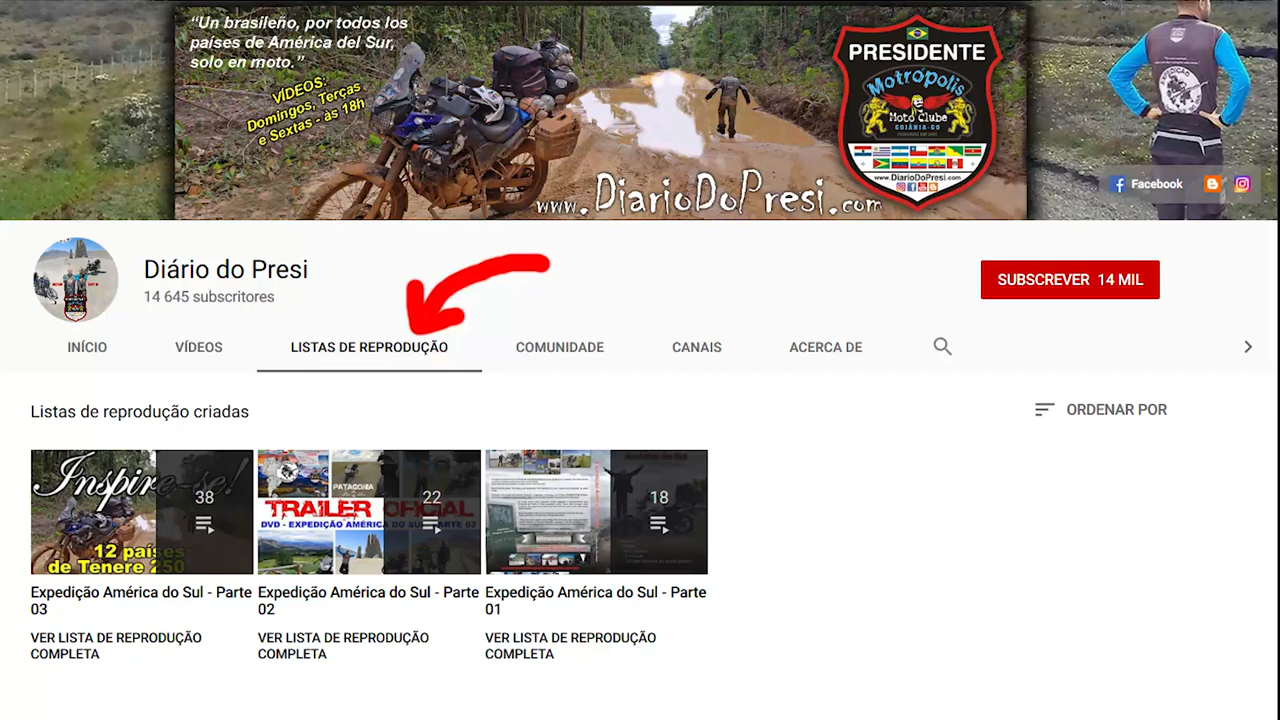 “Un brasileño, por todos los
países de América del Sur,
solo en moto.”
VÍDEOS:
Domingos, Terças
e Sextas - às 18h
PRESIDENTE
Motrópolis
Moto Clube
GOIÂNIA-GO
www.DiarioDoPresi.com
www.DiarioDoPresi.com
Facebook
Diário do Presi
14 645 subscritores
SUBSCREVER 14 MIL
INÍCIO VÍDEOS LISTAS DE REPRODUÇÃO COMUNIDADE CANAIS ACERCA DE
Listas de reprodução criadas
ORDENAR POR
Inspire-se!
38
12 países
de Tenere 250
PATAGONIA
22
TRAILER OFICIAL
DVD - EXPEDIÇÃO AMÉRICA DO SUL - PARTE 02
18
Expedição América do Sul - Parte
03
Expedição América do Sul - Parte
02
Expedição América do Sul - Parte
01
VER LISTA DE REPRODUÇÃO
COMPLETA
VER LISTA DE REPRODUÇÃO
COMPLETA
VER LISTA DE REPRODUÇÃO
COMPLETA